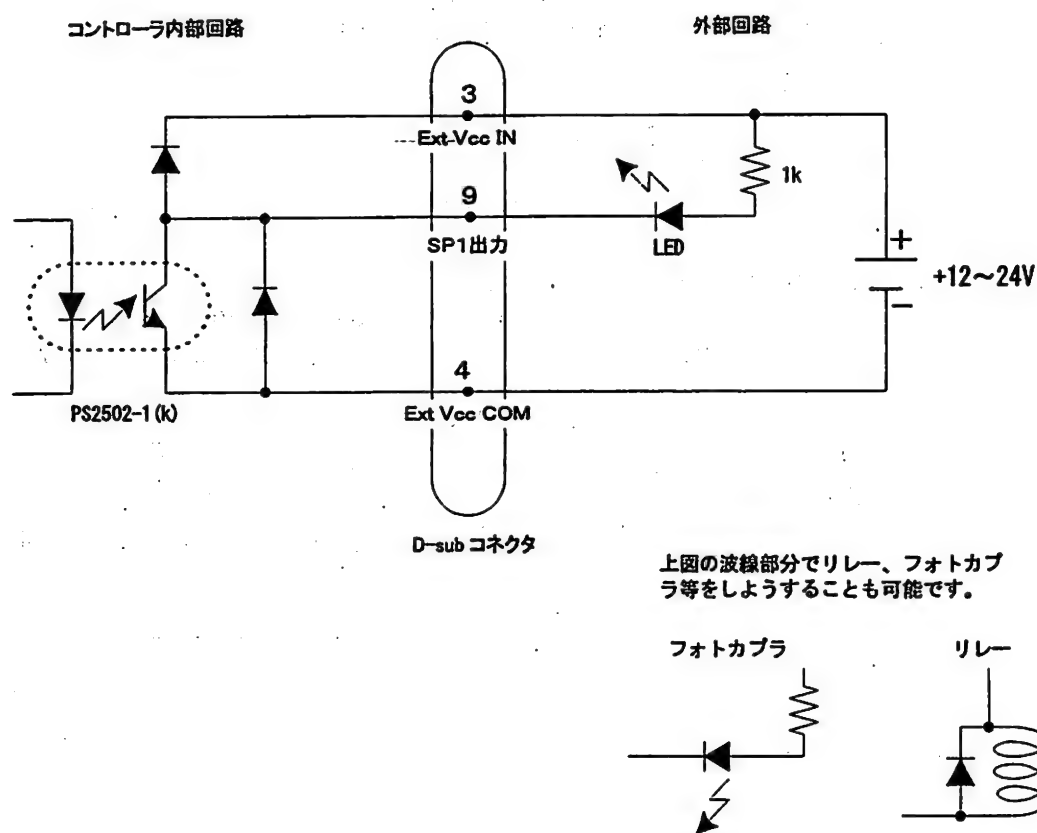 コントローラ内部回路
外部回路
3
Ext Vcc IN
9
SP1出力
1k
LED
+
+12～24V
−
4
Ext Vcc COM
PS2502-1(k)
D-sub コネクタ
上図の波線部分でリレー、フォトカプ
ラ等をしようすることも可能です。
フォトカプラ
リレー